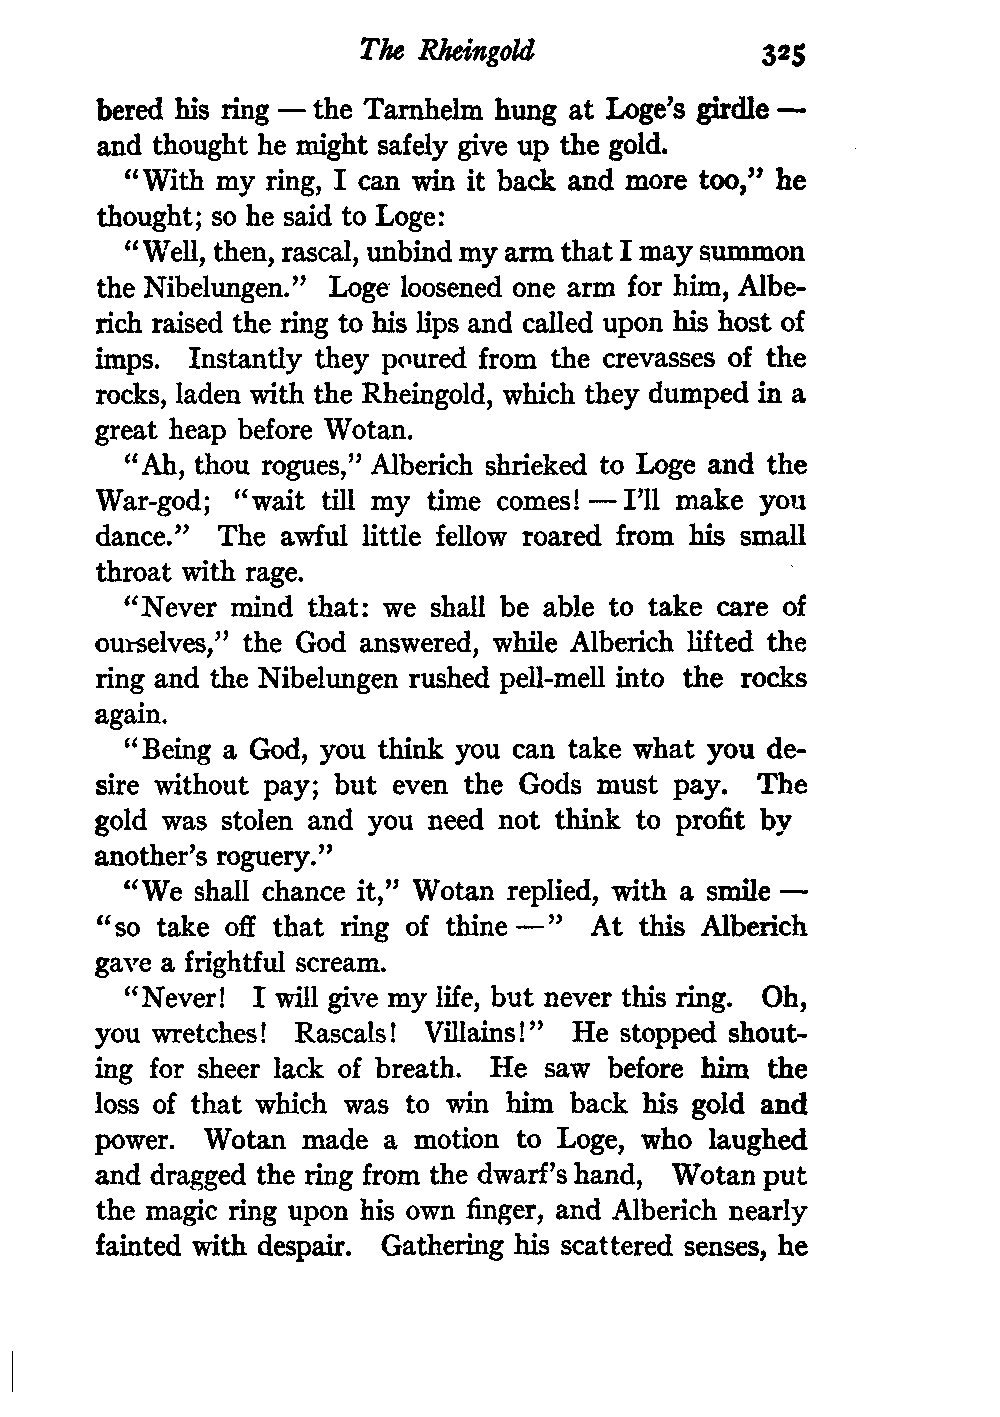 The Rheingold 325
bered his ring — the Tarnhelm hung at Loge's girdle —
and thought he might safely give up the gold.
"With my ring, I can win it back and more too," he
thought; so he said to Loge:
"Well, then, rascal, unbind my arm that I may summon
the Nibelungen." Loge loosened one arm for him, Albe-
rich raised the ring to his lips and called upon his host of
imps. Instantly they poured from the crevasses of the
rocks, laden with the Rheingold, which they dumped in a
great heap before Wotan.
"Ah, thou rogues," Alberich shrieked to Loge and the
War-god; "wait till my time comes! — I'll make you
dance." The awful little fellow roared from his small
throat with rage.
"Never mind that: we shall be able to take care of
ourselves," the God answered, while Alberich lifted the
ring and the Nibelungen rushed pell-mell into the rocks
again.
"Being a God, you think you can take what you de-
sire without pay; but even the Gods must pay. The
gold was stolen and you need not think to profit by
another's roguery."
"We shall chance it," Wotan replied, with a smile —
"so take off that ring of thine —" At this Alberich
gave a frightful scream.
"Never! I will give my life, but never this ring. Oh,
you wretches! Rascals! Villains!" He stopped shout-
ing for sheer lack of breath. He saw before him the
loss of that which was to win him back his gold and
power. Wotan made a motion to Loge, who laughed
and dragged the ring from the dwarf's hand, Wotan put
the magic ring upon his own finger, and Alberich nearly
fainted with despair. Gathering his scattered senses, he